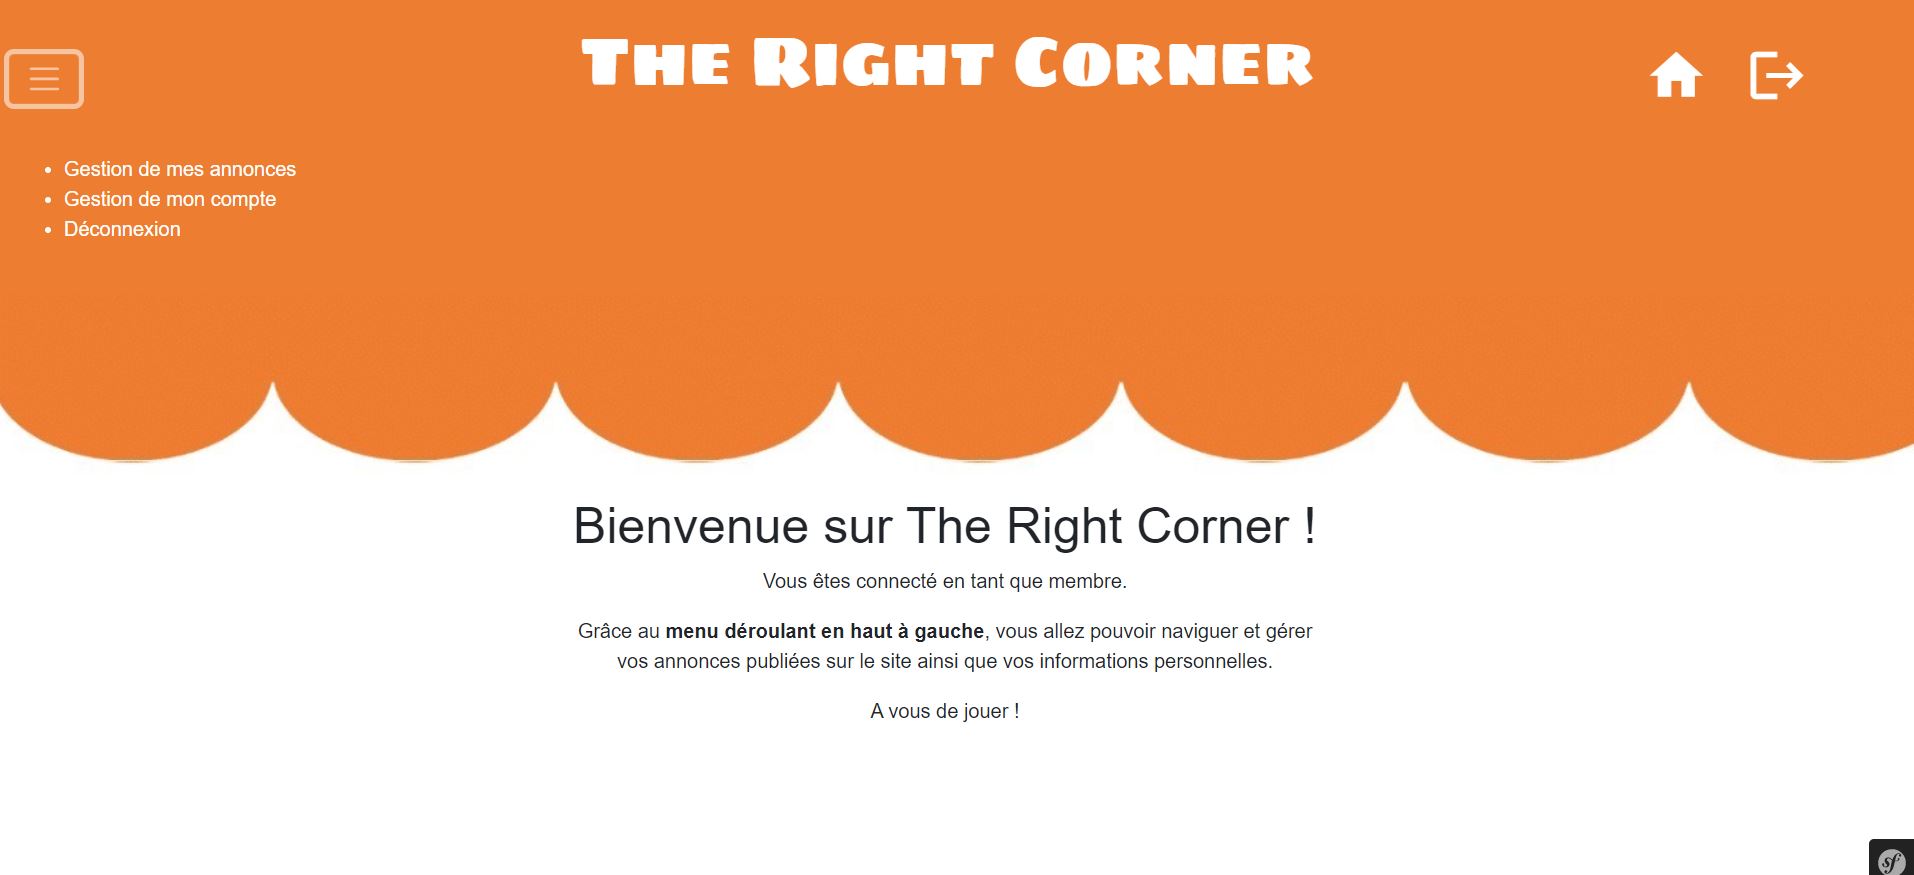 The Right Corner
Gestion de mes annonces
Gestion de mon compte
Déconnexion
Bienvenue sur The Right Corner !
Vous êtes connecté en tant que membre.
Grâce au menu déroulant en haut à gauche, vous allez pouvoir naviguer et gérer
vos annonces publiées sur le site ainsi que vos informations personnelles.
A vous de jouer !
sf